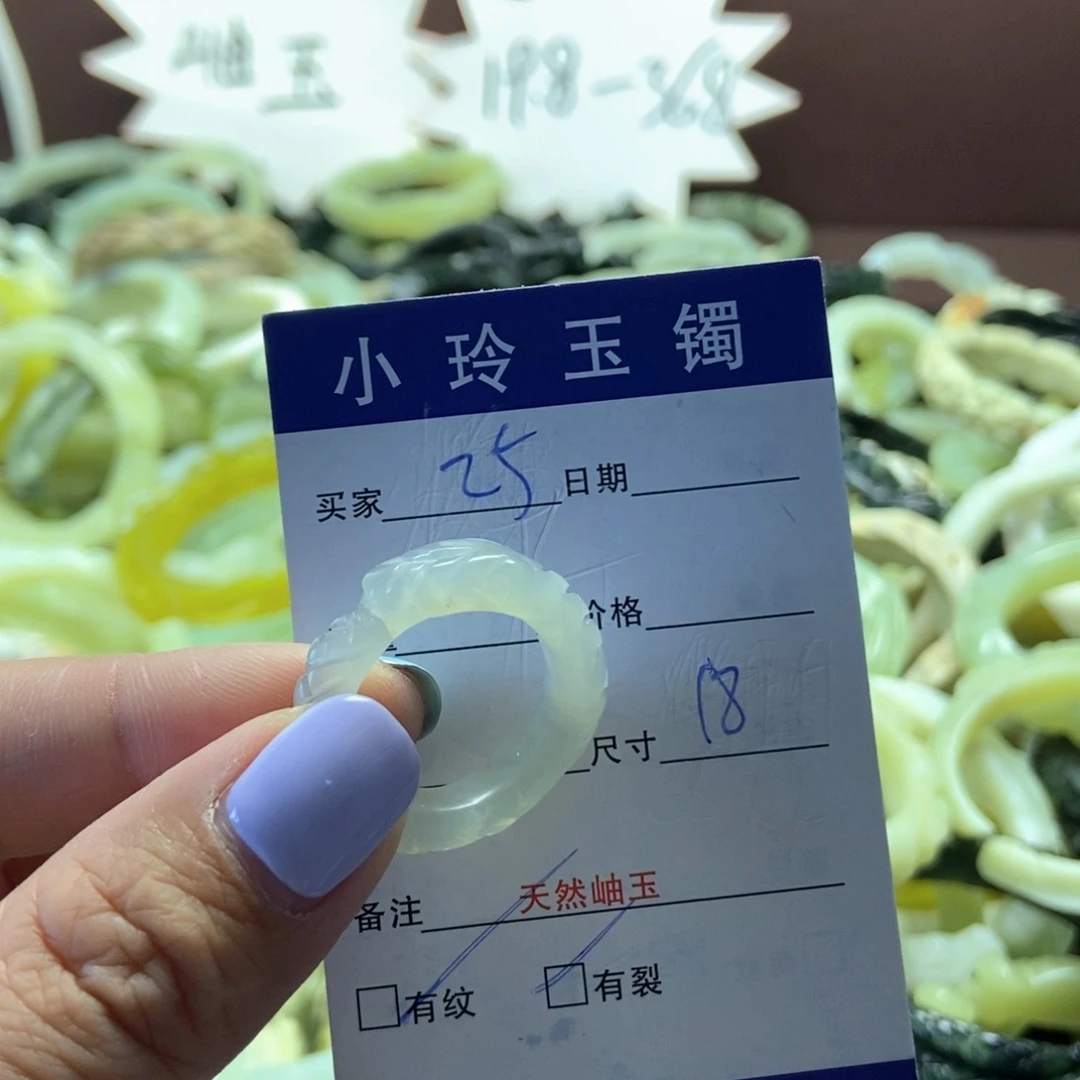 岫玉 198-368
小玲玉镯
买家 25 日期
价格
尺寸 18
备注 天然岫玉
有纹 有裂